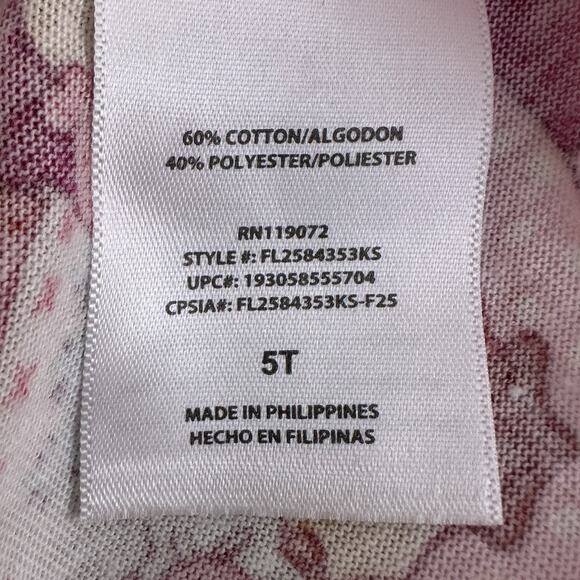 60% COTTON/ALGODON
40% POLYESTER/POLIESTER
RN119072
STYLE #: FL2584353KS
UPC#: 193058555704
CPSIA#: FL2584353KS-F25
5T
MADE IN PHILIPPINES
HECHO EN FILIPINAS